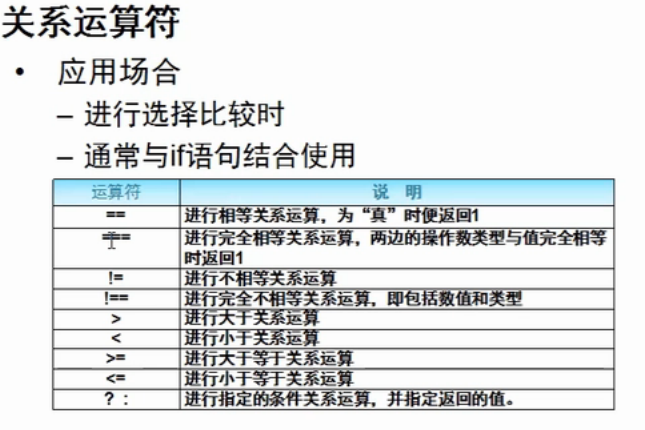 关系运算符
• 应用场合
– 进行选择比较时
– 通常与if语句结合使用
运算符 说 明
== 进行相等关系运算，为“真”时便返回1
=== 进行完全相等关系运算，两边的操作数类型与值完全相等
时返回1
!= 进行不相等关系运算
!== 进行完全不相等关系运算，即包括数值和类型
> 进行大于关系运算
< 进行小于关系运算
>= 进行大于等于关系运算
<= 进行小于等于关系运算
? : 进行指定的条件关系运算，并指定返回的值。